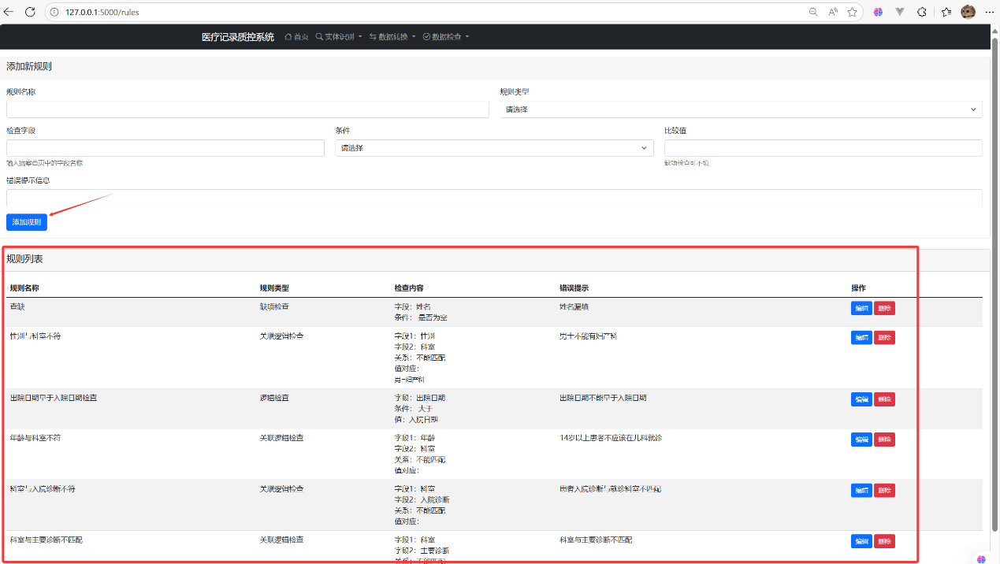 127.0.0.1:5000/rules
医疗记录质控系统 首页 实体识别 数据转换 数据检查
添加新规则
规则名称 规则类型
请选择
检查字段 条件 比较值
请选择
输入病案首页中的字段名称 缺项检查可不填
错误提示信息
添加规则
规则列表
规则名称 规则类型 检查内容 错误提示 操作
查缺 缺项检查 字段：姓名 姓名漏填 编辑 删除
条件： 是否为空
性别与科室不符 关联逻辑检查 字段1：性别 男士不能有妇产科 编辑 删除
字段2：科室
关系：不能匹配
值对应：
男-妇产科
出院日期早于入院日期检查 逻辑检查 字段：出院日期 出院日期不能早于入院日期 编辑 删除
条件： 大于
值：入院日期
年龄与科室不符 关联逻辑检查 字段1：年龄 14岁以上患者不应该在儿科就诊 编辑 删除
字段2：科室
关系：不能匹配
值对应：
科室与入院诊断不符 关联逻辑检查 字段1：科室 患者入院诊断与就诊科室不匹配 编辑 删除
字段2：入院诊断
关系：不能匹配
值对应：
科室与主要诊断不匹配 关联逻辑检查 字段1：科室 科室与主要诊断不匹配 编辑 删除
字段2：主要诊断
关系：不能匹配